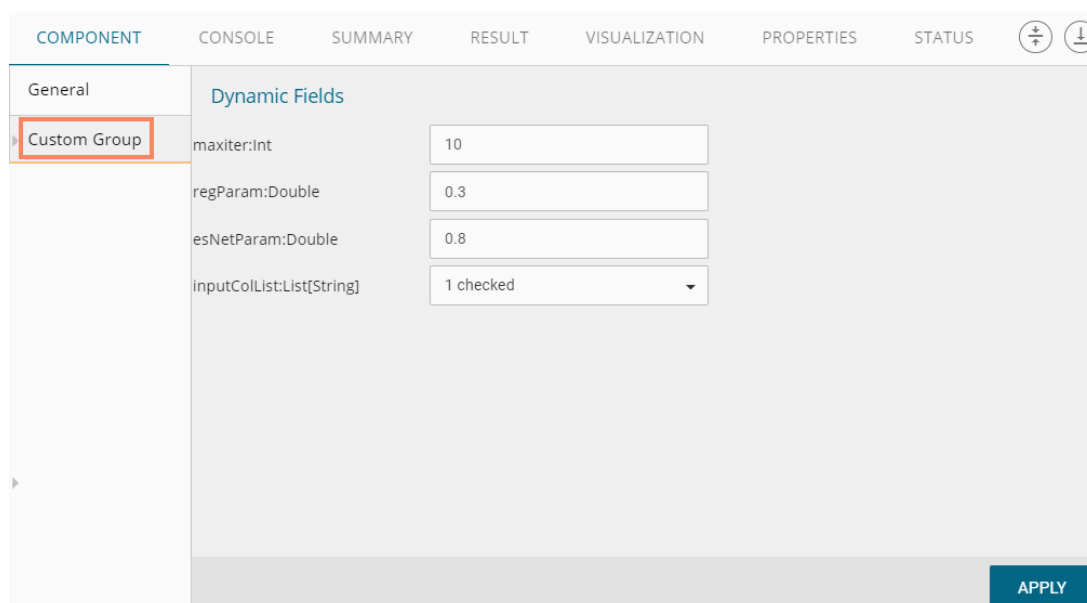 COMPONENT CONSOLE SUMMARY RESULT VISUALIZATION PROPERTIES STATUS
General
Custom Group
Dynamic Fields
maxiter:Int 10
regParam:Double 0.3
esNetParam:Double 0.8
inputColList:List[String] 1 checked
APPLY